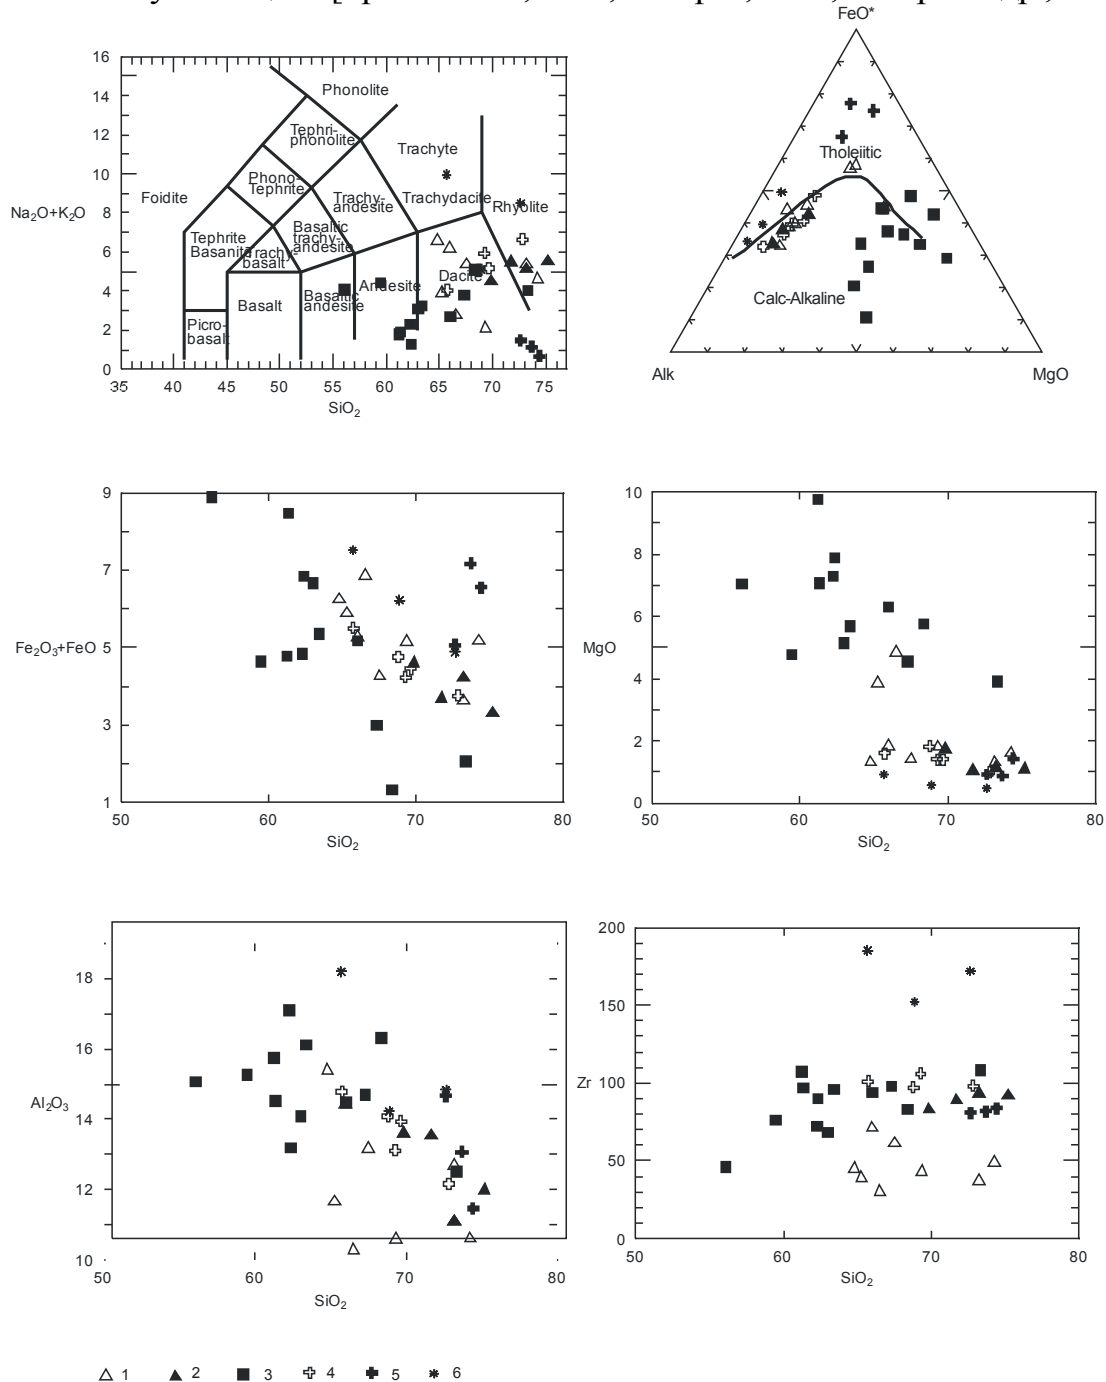 FeO*
16
14
12
10
8
6
4
2
0
Na₂O+K₂O
Phonolite
Tephri-
phonolite
Trachyte
Phono-
Tephrite
Foidite
Trachy-
andesite
Trachydacite
Rhyolite
Tephrite
Basanite
Trachy-
basalt
Basaltic
trachy-
andesite
Basalt
Basaltic
andesite
Andesite
Dacite
Picro-
basalt
35 40 45 50 55 60 65 70 75
SiO₂
Tholeiitic
Calc-Alkaline
Alk MgO
9
7
5
3
1
Fe₂O₃+FeO
50 60 70 80
SiO₂
10
8
6
4
2
0
MgO
50 60 70 80
SiO₂
18
16
14
12
10
Al₂O₃
50 60 70 80
SiO₂
200
150
100
50
0
Zr
50 60 70 80
SiO₂
1 2 3 4 5 6